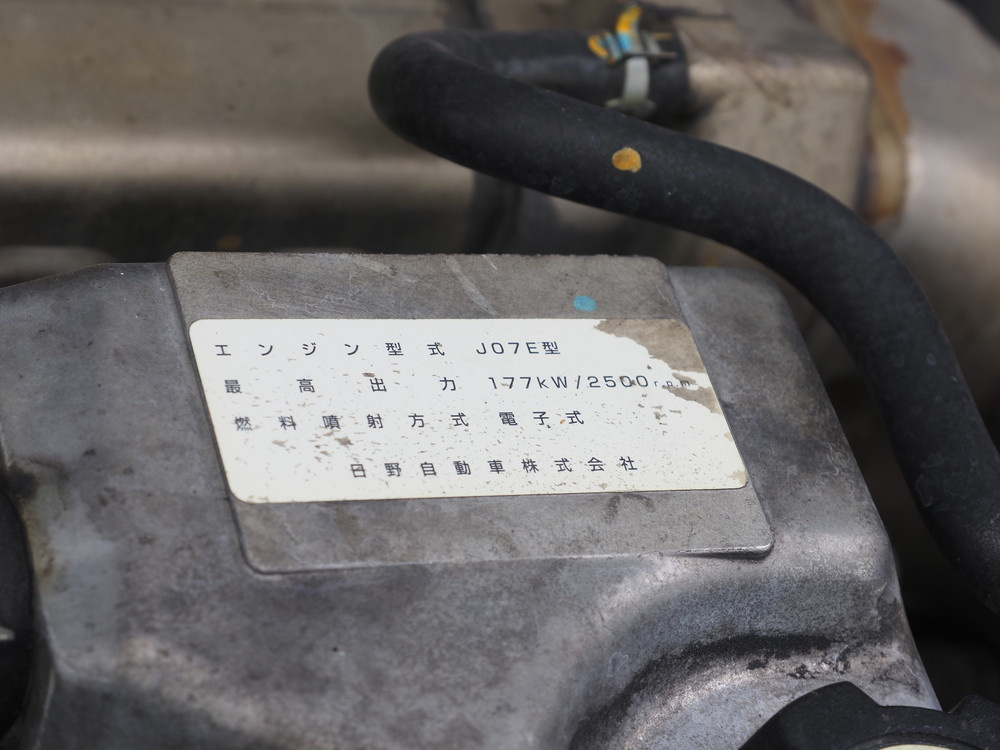 エンジン型式 J07E型
最高出力 177kW/2500r.p.m
燃料噴射方式 電子式
日野自動車株式会社